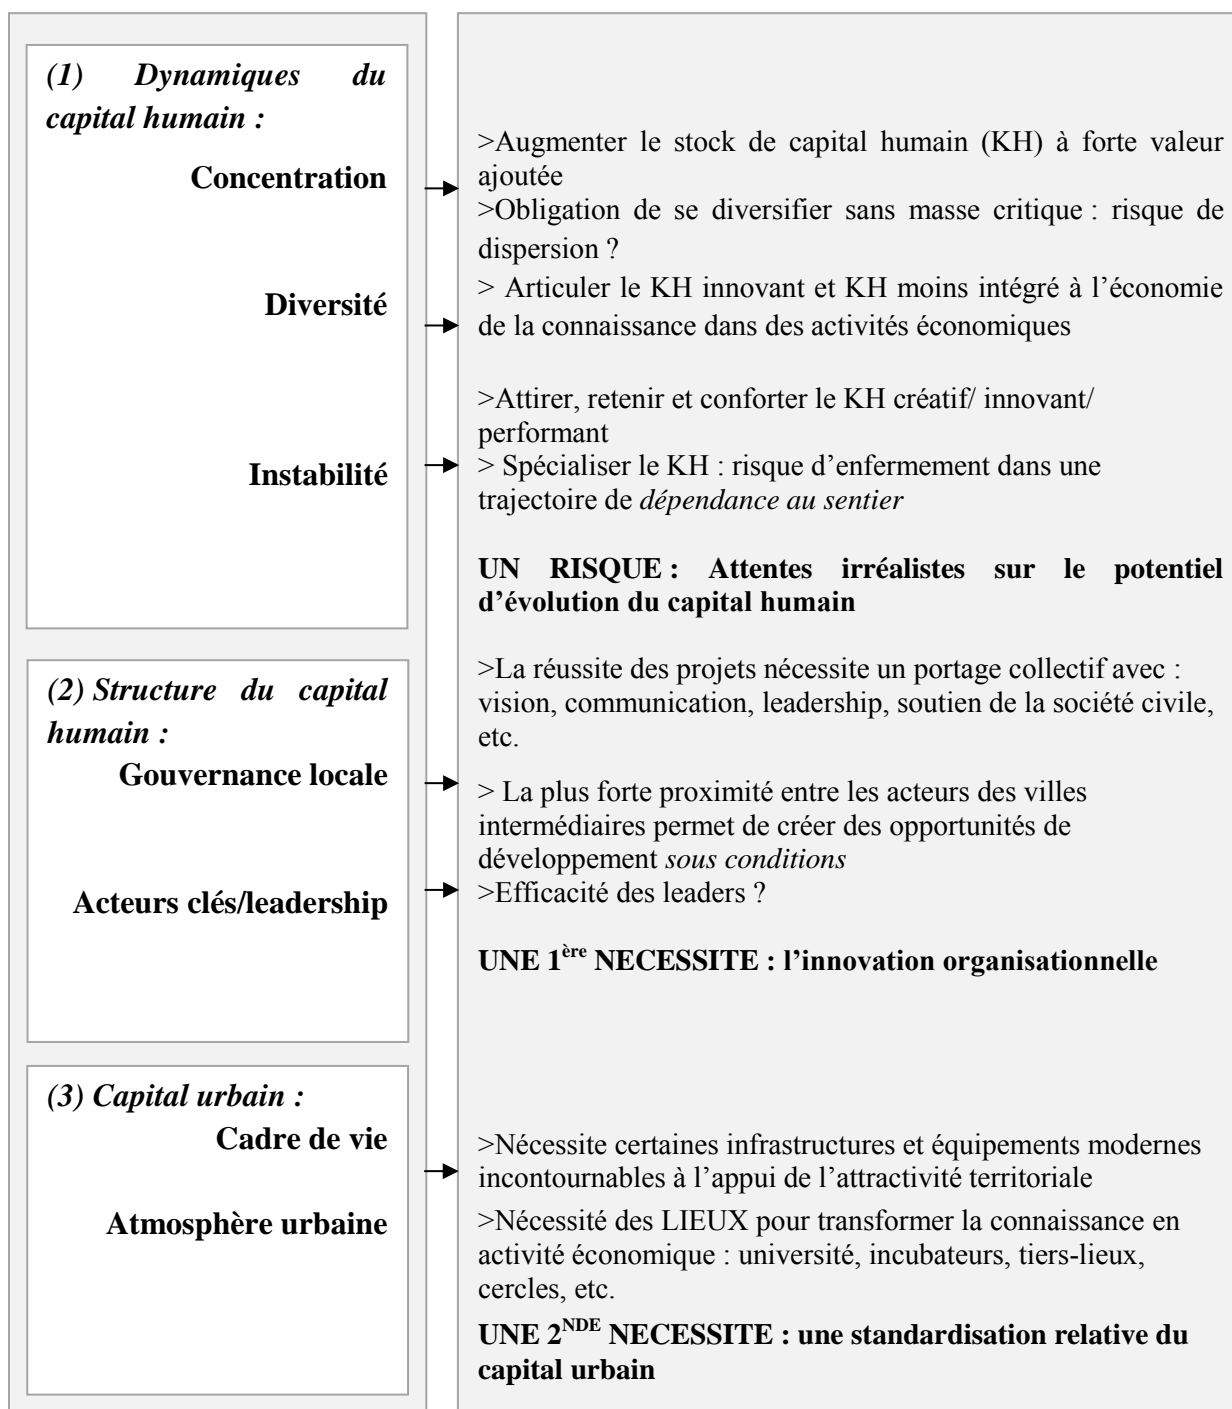 (1) Dynamiques du
capital humain :
Concentration
Diversité
Instabilité
>Augmenter le stock de capital humain (KH) à forte valeur
ajoutée
>Obligation de se diversifier sans masse critique : risque de
dispersion ?
> Articuler le KH innovant et KH moins intégré à l’économie
de la connaissance dans des activités économiques
>Attirer, retenir et conforter le KH créatif/ innovant/
performant
> Spécialiser le KH : risque d’enfermement dans une
trajectoire de dépendance au sentier
UN RISQUE : Attentes irréalistes sur le potentiel
d’évolution du capital humain
(2) Structure du capital
humain :
Gouvernance locale
Acteurs clés/leadership
>La réussite des projets nécessite un portage collectif avec :
vision, communication, leadership, soutien de la société civile,
etc.
> La plus forte proximité entre les acteurs des villes
intermédiaires permet de créer des opportunités de
développement sous conditions
>Efficacité des leaders ?
UNE 1ère NECESSITE : l’innovation organisationnelle
(3) Capital urbain :
Cadre de vie
Atmosphère urbaine
>Nécessite certaines infrastructures et équipements modernes
incontournables à l’appui de l’attractivité territoriale
>Nécessité des LIEUX pour transformer la connaissance en
activité économique : université, incubateurs, tiers-lieux,
cercles, etc.
UNE 2NDE NECESSITE : une standardisation relative du
capital urbain